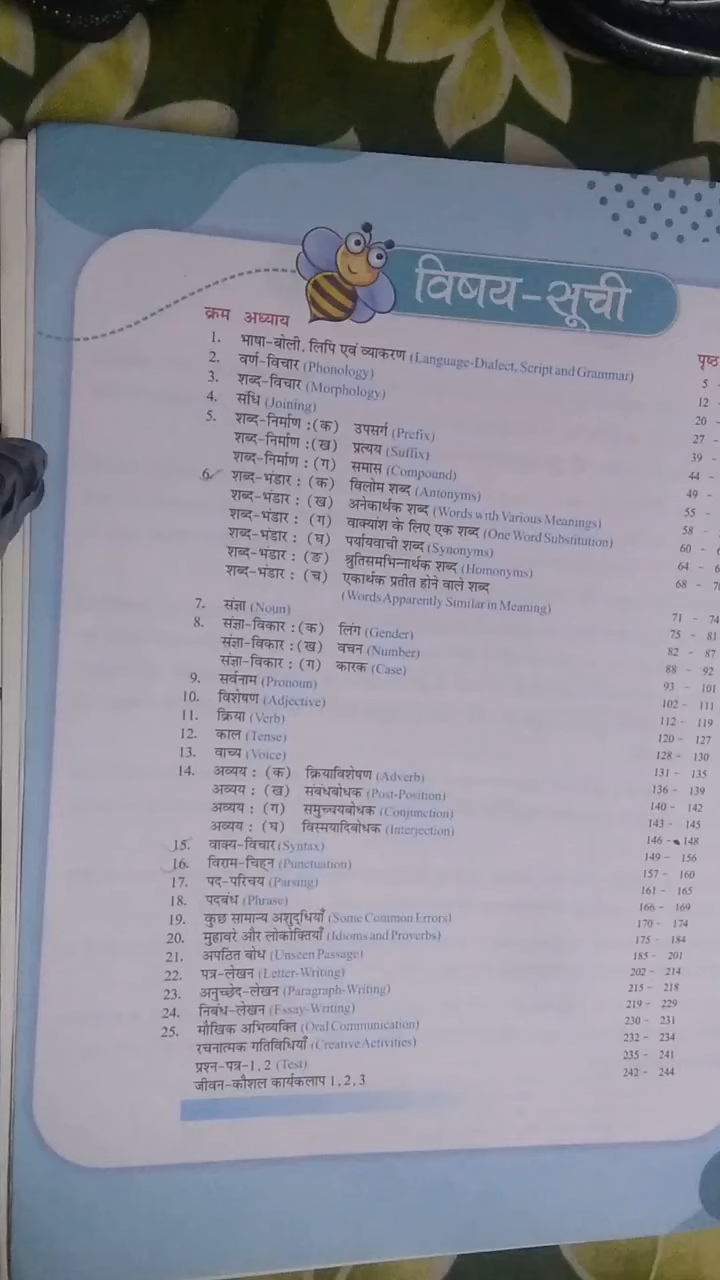 विषय-सूची
क्रम अध्याय पृष्ठ
1. भाषा-बोली, लिपि एवं व्याकरण (Language-Dialect, Script and Grammar) 5 -
2. वर्ण-विचार (Phonology) 12 -
3. शब्द-विचार (Morphology) 20 -
4. संधि (Joining) 27 -
5. शब्द-निर्माण : (क) उपसर्ग (Prefix) 39 -
शब्द-निर्माण : (ख) प्रत्यय (Suffix) 44 -
शब्द-निर्माण : (ग) समास (Compound) 49 -
6. शब्द-भंडार : (क) विलोम शब्द (Antonyms) 55 -
शब्द-भंडार : (ख) अनेकार्थक शब्द (Words with Various Meanings) 58 -
शब्द-भंडार : (ग) वाक्यांश के लिए एक शब्द (One Word Substitution) 60 -
शब्द-भंडार : (घ) पर्यायवाची शब्द (Synonyms) 64 -
शब्द-भंडार : (ङ) श्रुतिसमभिन्नार्थक शब्द (Homonyms) 68 -
शब्द-भंडार : (च) एकार्थक प्रतीत होने वाले शब्द
(Words Apparently Similar in Meaning) 71 - 74
7. संज्ञा (Noun) 75 - 81
8. संज्ञा-विकार : (क) लिंग (Gender) 82 - 87
संज्ञा-विकार : (ख) वचन (Number) 88 - 92
संज्ञा-विकार : (ग) कारक (Case) 93 - 101
9. सर्वनाम (Pronoun) 102 - 111
10. विशेषण (Adjective) 112 - 119
11. क्रिया (Verb) 120 - 127
12. काल (Tense) 128 - 130
13. वाच्य (Voice) 131 - 135
14. अव्यय : (क) क्रियाविशेषण (Adverb) 136 - 139
अव्यय : (ख) संबंधबोधक (Post-Position) 140 - 142
अव्यय : (ग) समुच्चयबोधक (Conjunction) 143 - 145
अव्यय : (घ) विस्मयादिबोधक (Interjection) 146 - 148
15. वाक्य-विचार (Syntax) 149 - 156
16. विराम-चिह्न (Punctuation) 157 - 160
17. पद-परिचय (Parsing) 161 - 165
18. पदबंध (Phrase) 166 - 169
19. कुछ सामान्य अशुद्धियाँ (Some Common Errors) 170 - 174
20. मुहावरे और लोकोक्तियाँ (Idioms and Proverbs) 175 - 184
21. अपठित बोध (Unseen Passage) 185 - 201
22. पत्र-लेखन (Letter-Writing) 202 - 214
23. अनुच्छेद-लेखन (Paragraph-Writing) 215 - 218
24. निबंध-लेखन (Essay-Writing) 219 - 229
25. मौखिक अभिव्यक्ति (Oral Communication) 230 - 231
रचनात्मक गतिविधियाँ (Creative Activities) 232 - 234
प्रश्न-पत्र-1, 2 (Test) 235 - 241
जीवन-कौशल कार्यकलाप 1, 2, 3 242 - 244